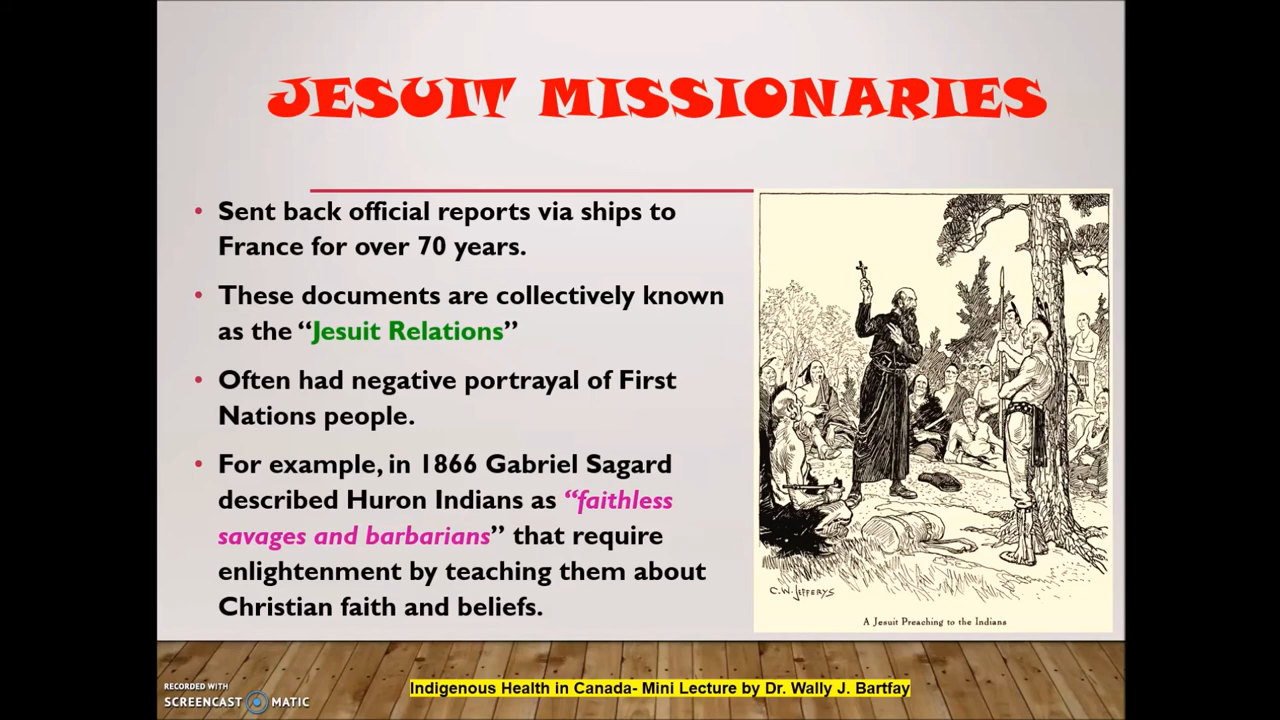 JESUIT MISSIONARIES
• Sent back official reports via ships to
France for over 70 years.
• These documents are collectively known
as the “Jesuit Relations”
• Often had negative portrayal of First
Nations people.
• For example, in 1866 Gabriel Sagard
described Huron Indians as “faithless
savages and barbarians” that require
enlightenment by teaching them about
Christian faith and beliefs.
C.W. JEFFERYS
A Jesuit Preaching to the Indians
RECORDED WITH
SCREENCAST MATIC
Indigenous Health in Canada- Mini Lecture by Dr. Wally J. Bartfay